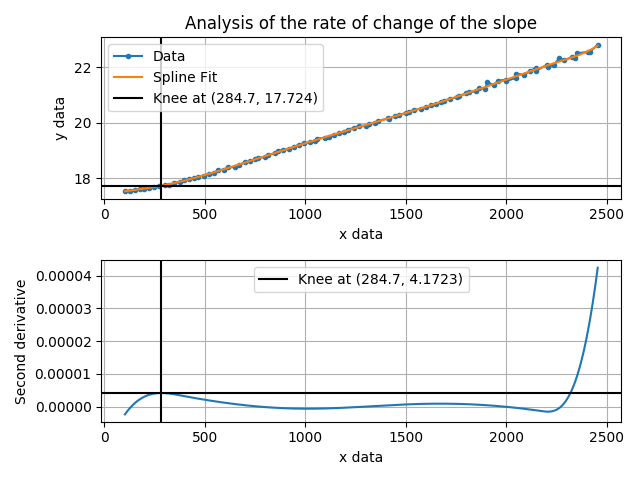 Analysis of the rate of change of the slope
Data
Spline Fit
Knee at (284.7, 17.724)
y data
22
20
18
0 500 1000 1500 2000 2500
x data
Knee at (284.7, 4.1723)
Second derivative
0.00004
0.00003
0.00002
0.00001
0.00000
0 500 1000 1500 2000 2500
x data